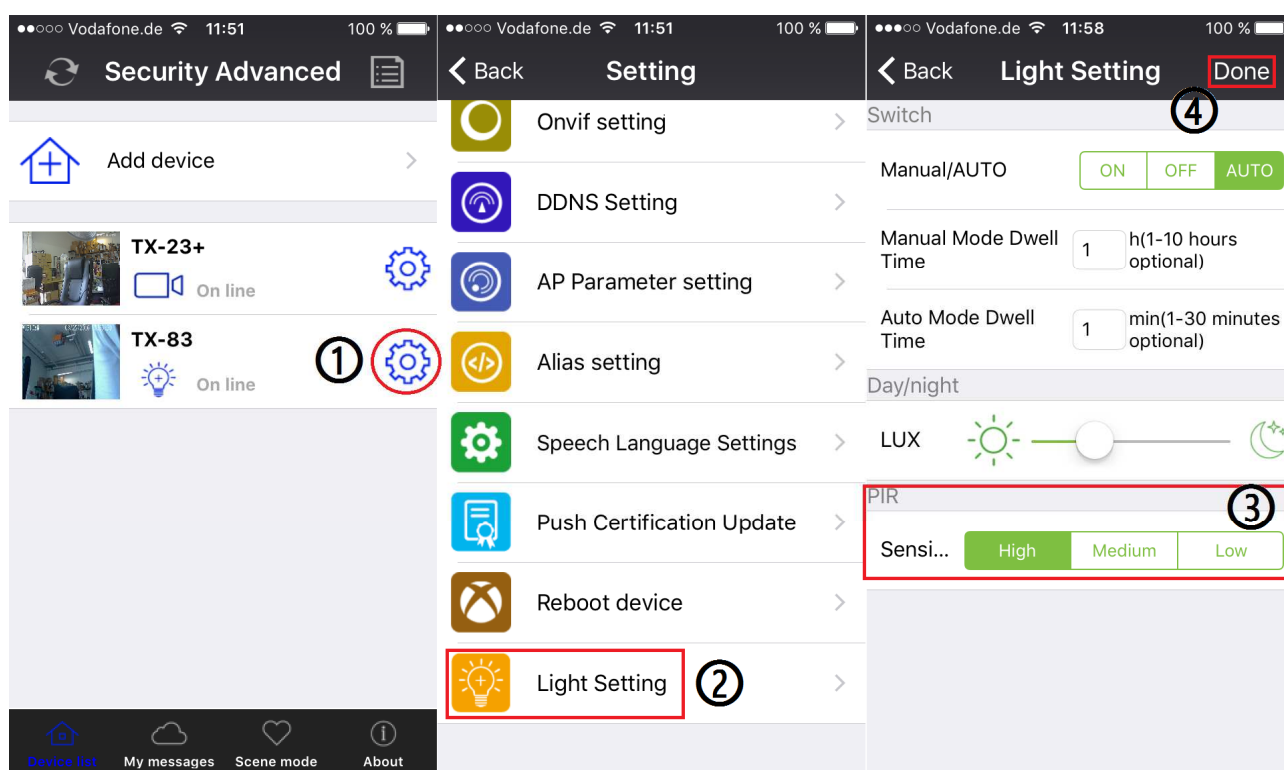 Vodafone.de 11:51 100 %
Security Advanced
Add device
TX-23+
On line
TX-83
On line
1
Device list My messages Scene mode About
Vodafone.de 11:51 100 %
Back Setting
Onvif setting
DDNS Setting
AP Parameter setting
Alias setting
Speech Language Settings
Push Certification Update
Reboot device
Light Setting 2
Vodafone.de 11:58 100 %
Back Light Setting Done
Switch 4
Manual/AUTO ON OFF AUTO
Manual Mode Dwell
Time
1
h(1-10 hours
optional)
Auto Mode Dwell
Time
1
min(1-30 minutes
optional)
Day/night
LUX
PIR 3
Sensi... High Medium Low